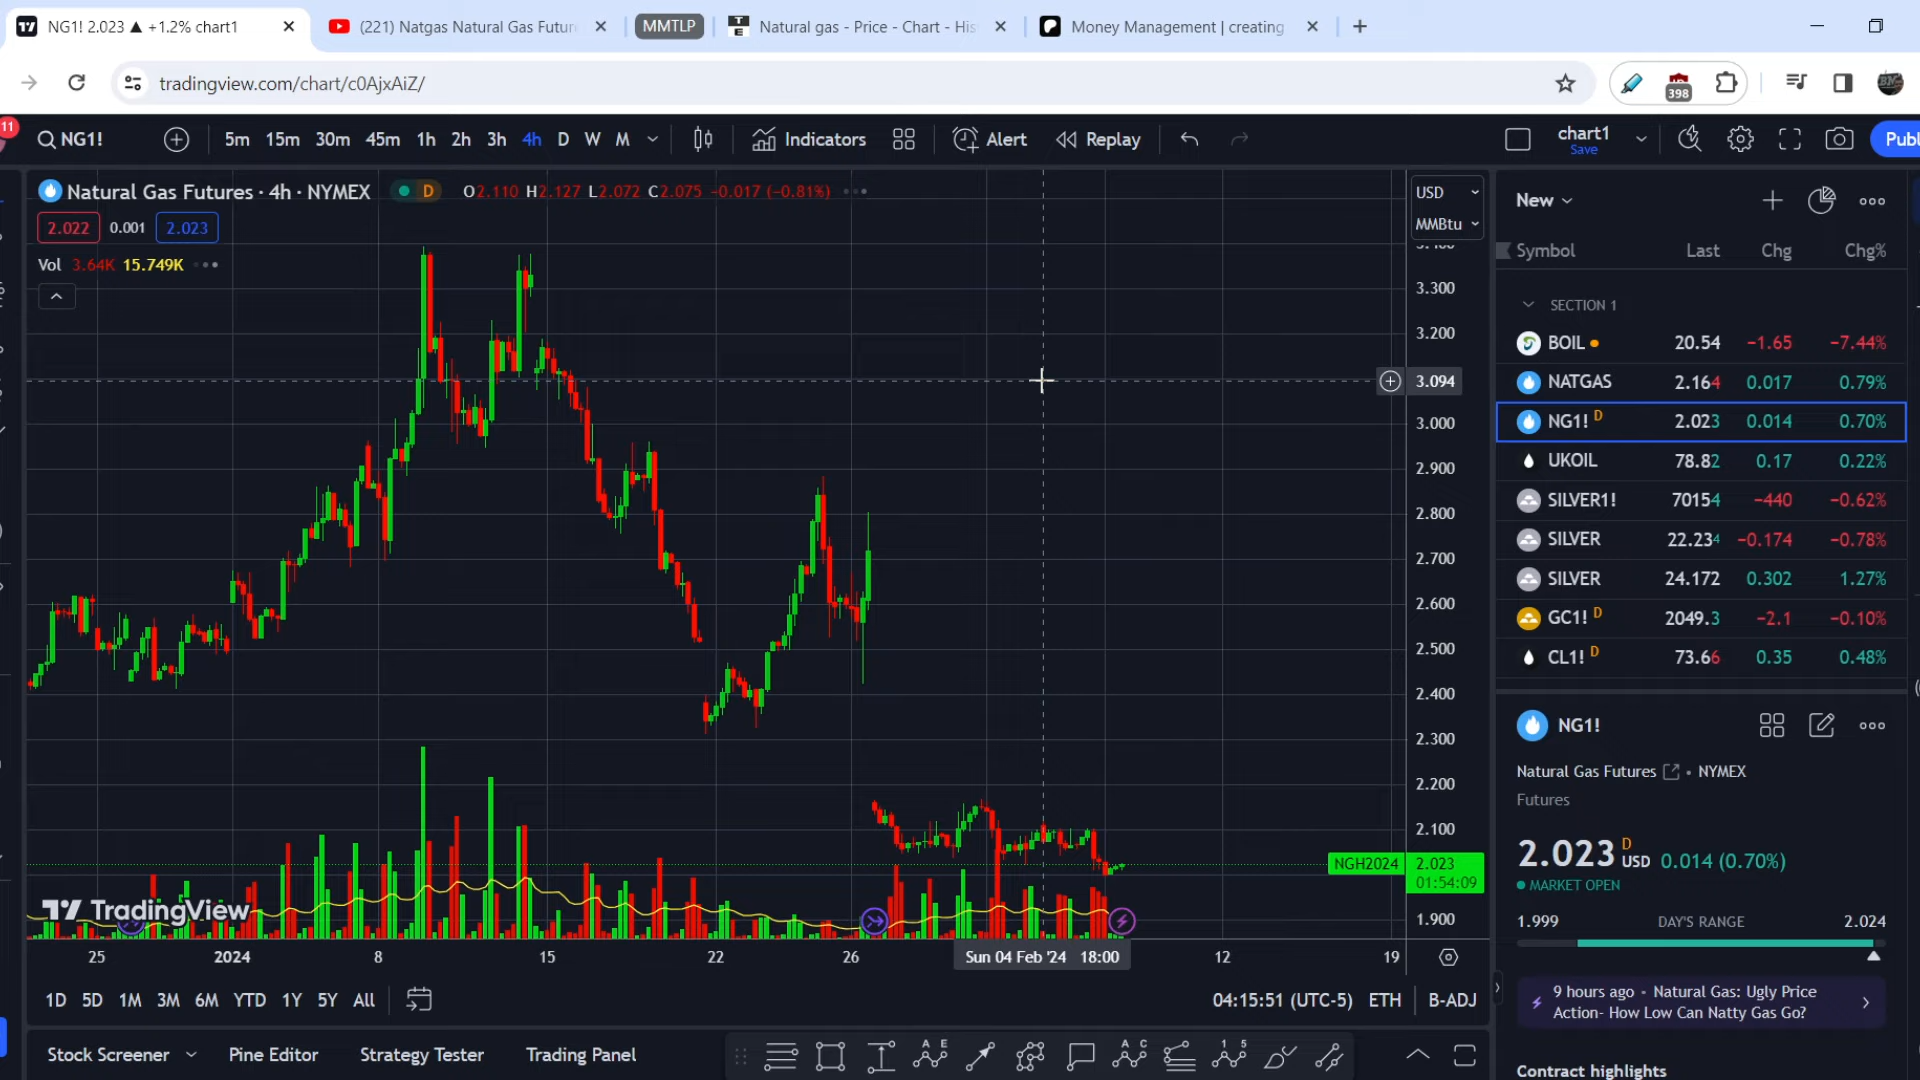 NG1! 2.023 ▲ +1.2% chart1
(221) Natgas Natural Gas Futur
MMTLP
Natural gas - Price - Chart - His
Money Management | creating
tradingview.com/chart/c0AjxAiZ/
398
11
NG1!
5m 15m 30m 45m 1h 2h 3h 4h D W M
Indicators
Alert
Replay
chart1
Save
Publ
Natural Gas Futures · 4h · NYMEX
D
O2.110 H2.127 L2.072 C2.075 −0.017 (−0.81%)
2.022 0.001 2.023
Vol 3.64K 15.749K
USD
MMBtu
3.300
3.200
3.094
3.000
2.900
2.800
2.700
2.600
2.500
2.400
2.300
2.200
2.100
NGH2024 2.023
01:54:09
1.900
TradingView
25 2024 8 15 22 26 Sun 04 Feb '24 18:00 12 19
1D 5D 1M 3M 6M YTD 1Y 5Y All
04:15:51 (UTC-5) ETH B-ADJ
Stock Screener Pine Editor Strategy Tester Trading Panel
A E
A C
1 5
New
Symbol Last Chg Chg%
SECTION 1
BOIL 20.54 −1.65 −7.44%
NATGAS 2.164 0.017 0.79%
NG1! D 2.023 0.014 0.70%
UKOIL 78.82 0.17 0.22%
SILVER1! 70154 −440 −0.62%
SILVER 22.234 −0.174 −0.78%
SILVER 24.172 0.302 1.27%
GC1! D 2049.3 −2.1 −0.10%
CL1! D 73.66 0.35 0.48%
NG1!
Natural Gas Futures • NYMEX
Futures
2.023 D USD 0.014 (0.70%)
MARKET OPEN
1.999 DAY'S RANGE 2.024
9 hours ago • Natural Gas: Ugly Price
Action- How Low Can Natty Gas Go?
Contract highlights